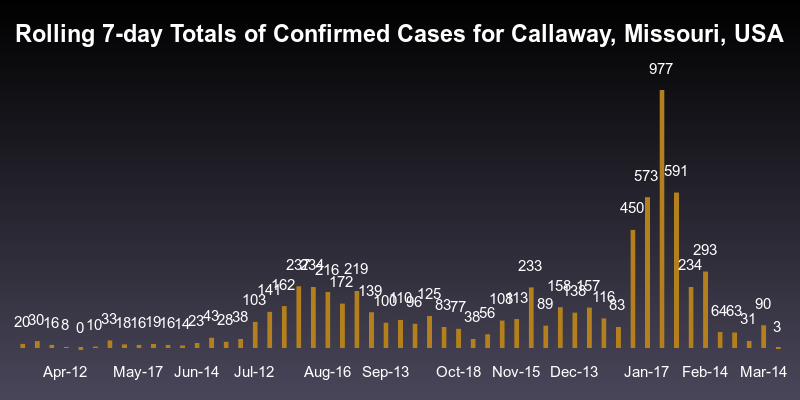 Rolling 7-day Totals of Confirmed Cases for Callaway, Missouri, USA
20 30 16 8 0 10 33 18 16 19 16 14 23 43 28 38 103 141 162 237 234 216 172 219 139 100 110 96 125 83 77 38 56 108 113 233 89 158 138 157 116 83 450 573 977 591 234 293 64 63 31 90 3
Apr-12 May-17 Jun-14 Jul-12 Aug-16 Sep-13 Oct-18 Nov-15 Dec-13 Jan-17 Feb-14 Mar-14